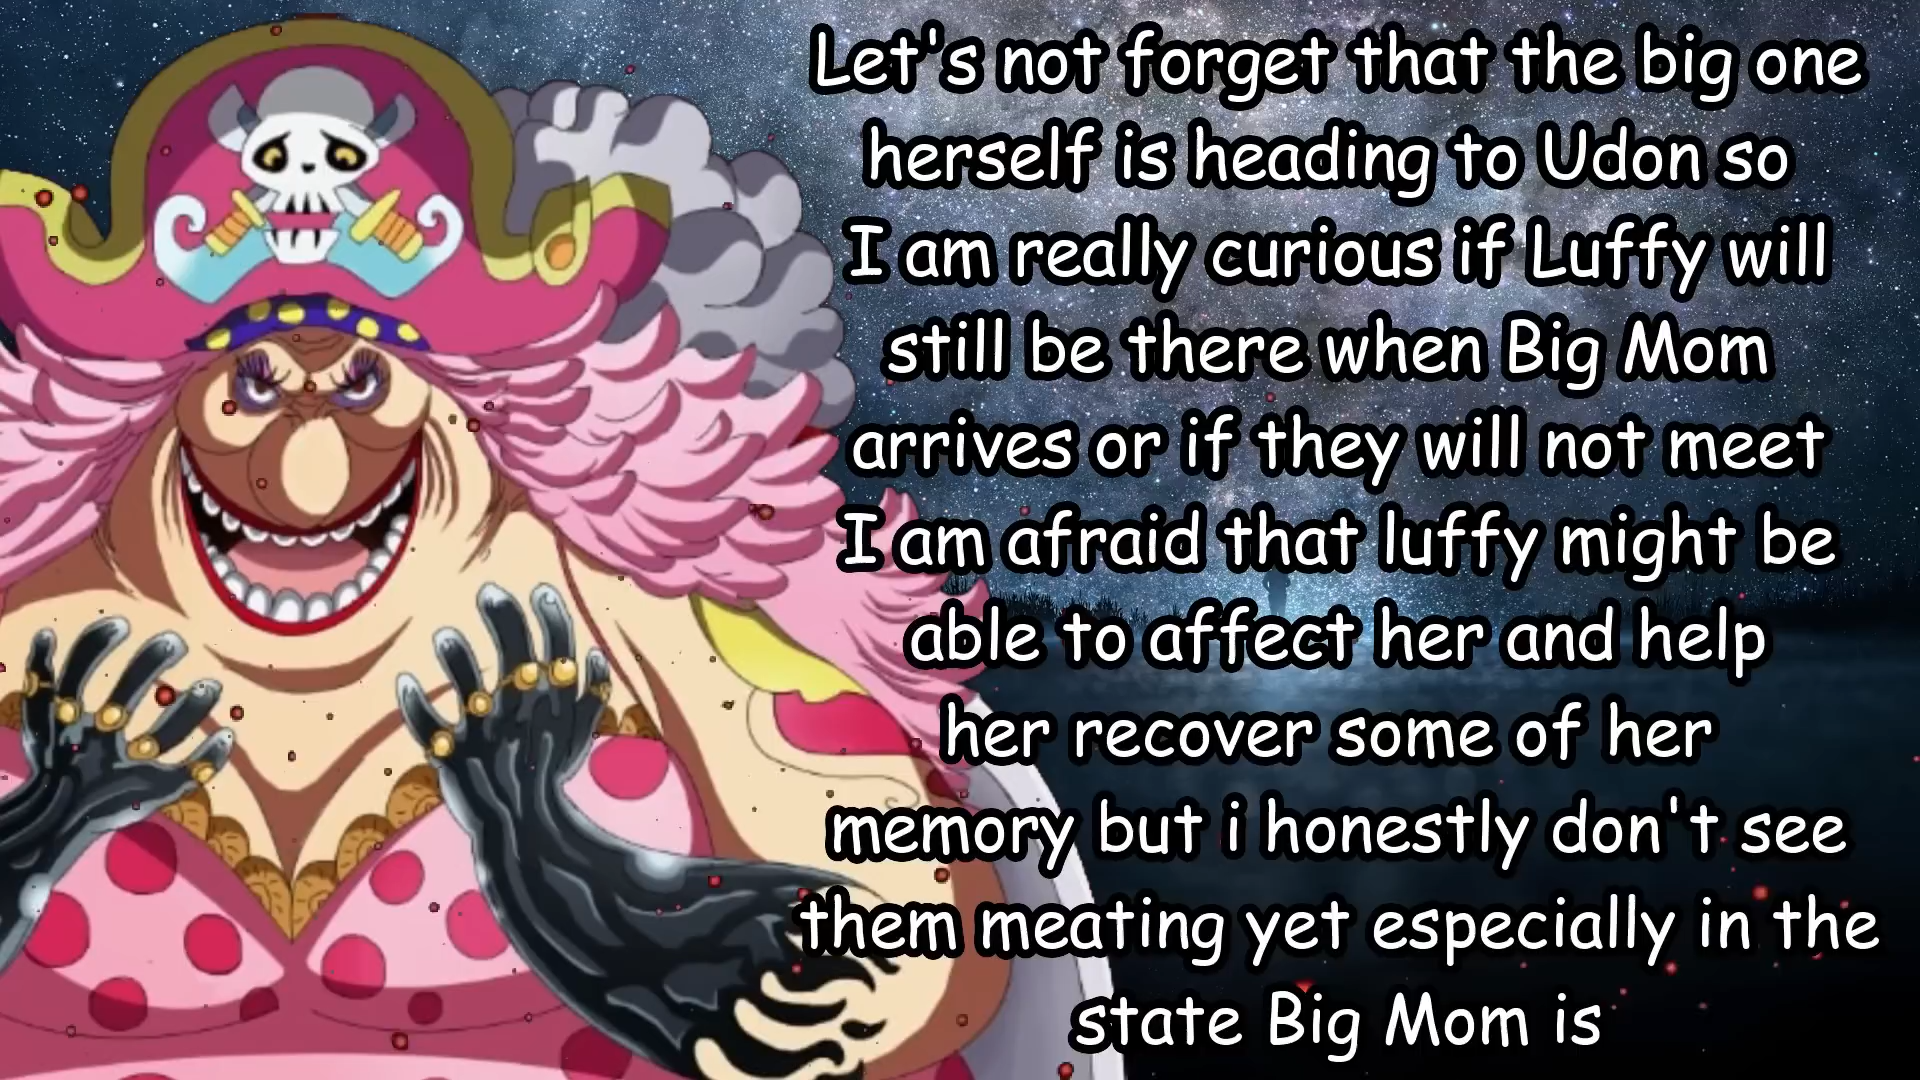 Let's not forget that the big one
herself is heading to Udon so
I am really curious if Luffy will
still be there when Big Mom
arrives or if they will not meet
I am afraid that luffy might be
able to affect her and help
her recover some of her
memory but i honestly don't see
them meating yet especially in the
state Big Mom is